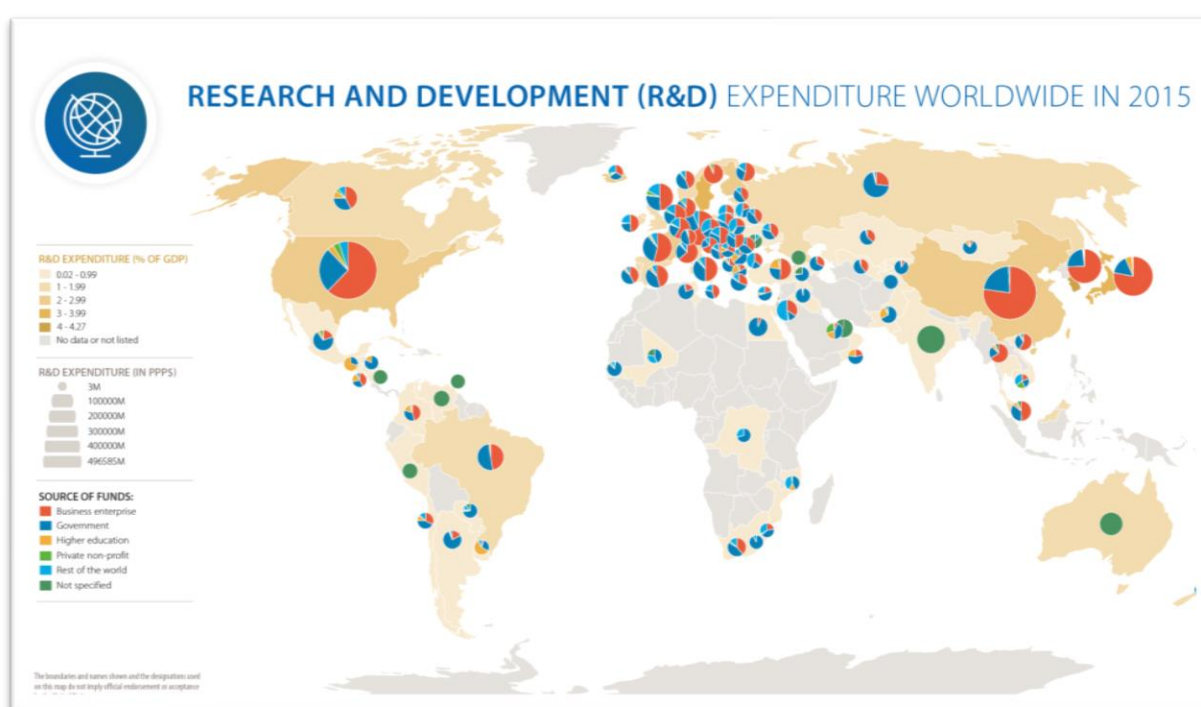 RESEARCH AND DEVELOPMENT (R&D) EXPENDITURE WORLDWIDE IN 2015
R&D EXPENDITURE (% OF GDP)
0.02 - 0.99
1 - 1.99
2 - 2.99
3 - 3.99
4 - 4.27
No data or not listed
R&D EXPENDITURE (IN PPP$)
3M
100000M
200000M
300000M
400000M
496585M
SOURCE OF FUNDS:
Business enterprise
Government
Higher education
Private non-profit
Rest of the world
Not specified
The boundaries and names shown and the designations used
on this map do not imply official endorsement or acceptance